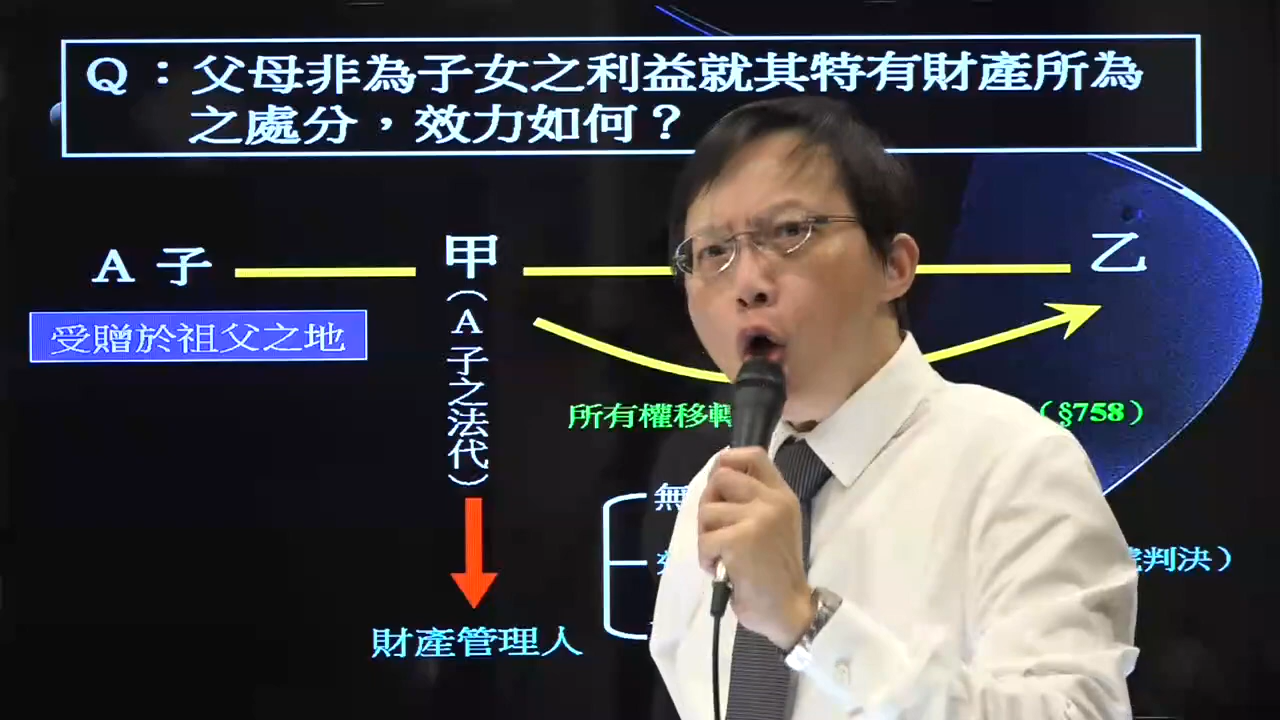 Q：父母非為子女之利益就其特有財產所為
之處分，效力如何？
A 子
甲
乙
（A子之法代）
受贈於祖父之地
所有權移轉
（§758）
無
判決）
財產管理人